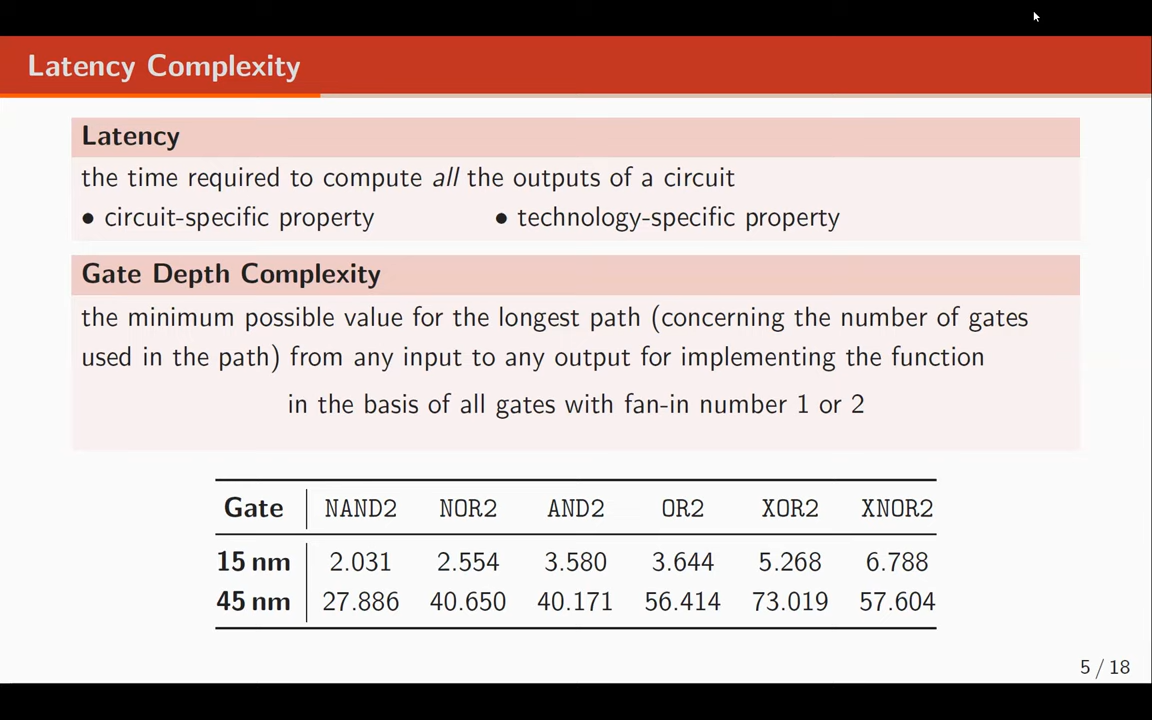 Latency Complexity
Latency
the time required to compute all the outputs of a circuit
• circuit-specific property • technology-specific property
Gate Depth Complexity
the minimum possible value for the longest path (concerning the number of gates
used in the path) from any input to any output for implementing the function
in the basis of all gates with fan-in number 1 or 2
Gate NAND2 NOR2 AND2 OR2 XOR2 XNOR2
15 nm 2.031 2.554 3.580 3.644 5.268 6.788
45 nm 27.886 40.650 40.171 56.414 73.019 57.604
5 / 18